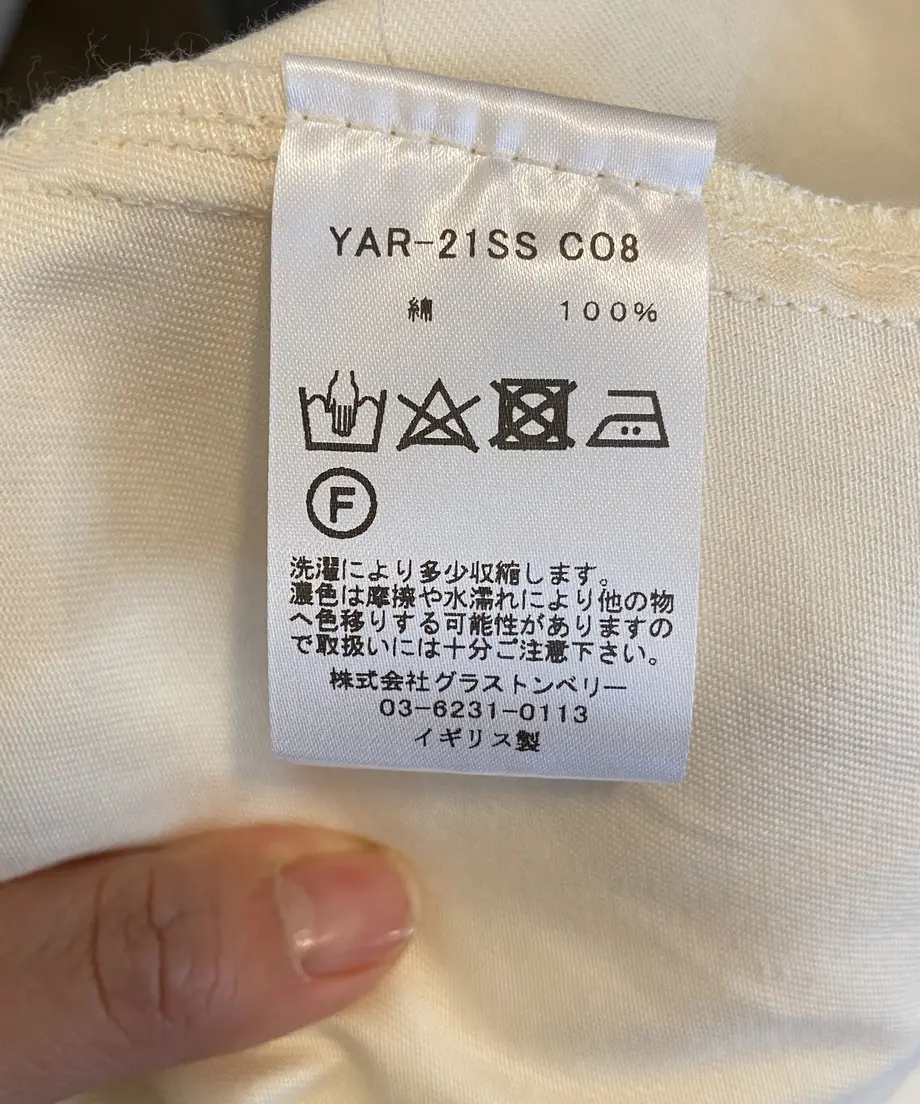 YAR-21SS CO8
綿 100%
F
洗濯により多少収縮します。
濃色は摩擦や水濡れにより他の物
へ色移りする可能性がありますの
で取扱いには十分ご注意下さい。
株式会社グラストンベリー
03-6231-0113
イギリス製